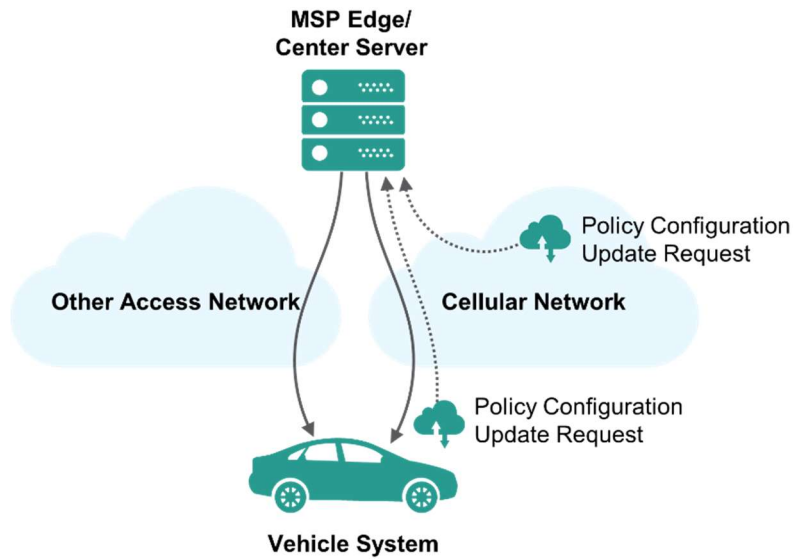 MSP Edge/
Center Server
Policy Configuration
Update Request
Other Access Network
Cellular Network
Policy Configuration
Update Request
Vehicle System